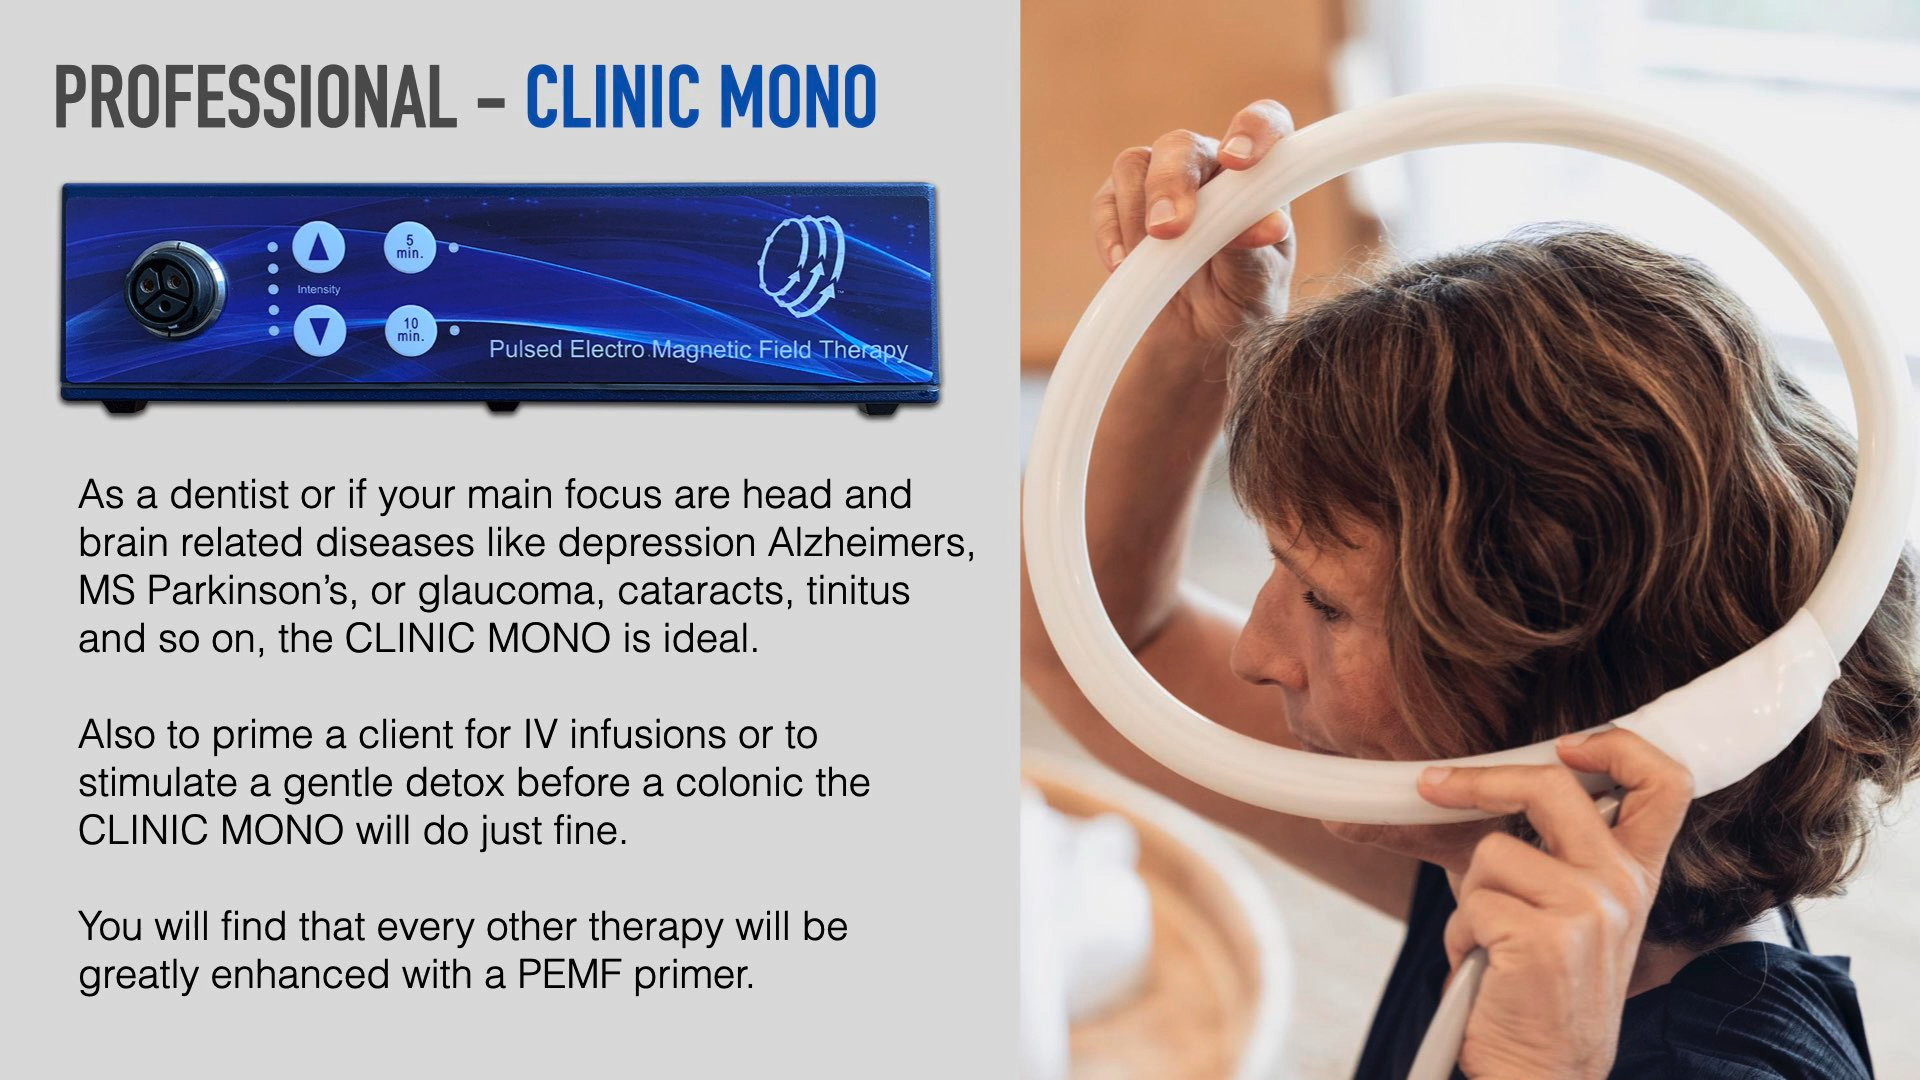 PROFESSIONAL - CLINIC MONO
5
min.
Intensity
10
min.
Pulsed Electro Magnetic Field Therapy
As a dentist or if your main focus are head and
brain related diseases like depression Alzheimers,
MS Parkinson’s, or glaucoma, cataracts, tinitus
and so on, the CLINIC MONO is ideal.
Also to prime a client for IV infusions or to
stimulate a gentle detox before a colonic the
CLINIC MONO will do just fine.
You will find that every other therapy will be
greatly enhanced with a PEMF primer.